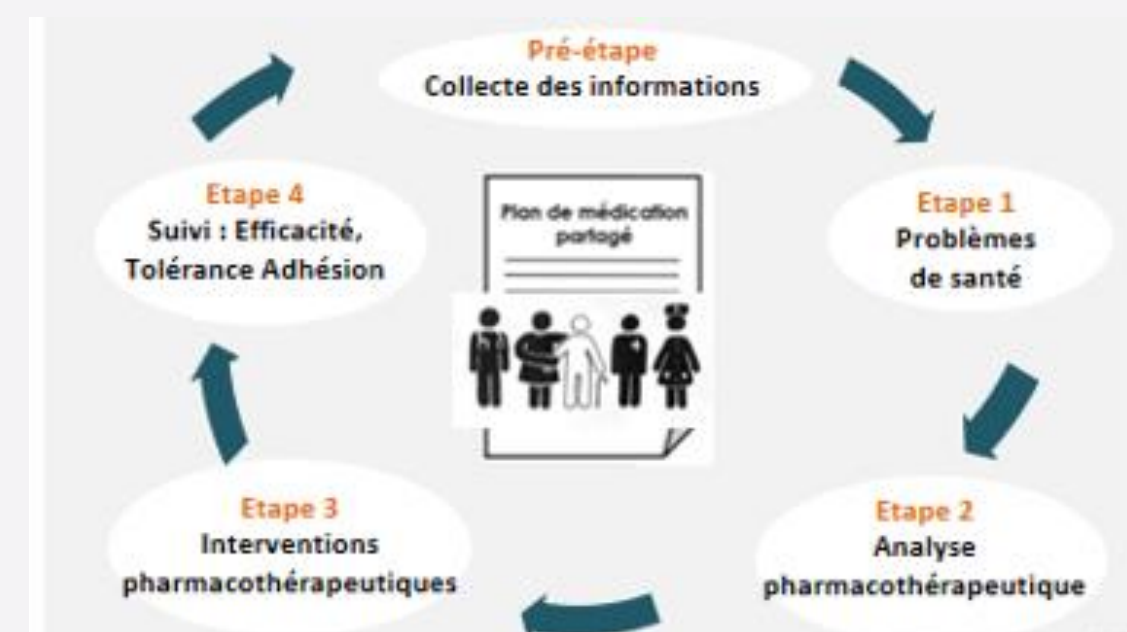 Pré-étape
Collecte des informations
Etape 1
Problèmes
de santé
Etape 2
Analyse
pharmacothérapeutique
Etape 3
Interventions
pharmacothérapeutiques
Etape 4
Suivi : Efficacité,
Tolérance Adhésion
Plan de médication
partagé